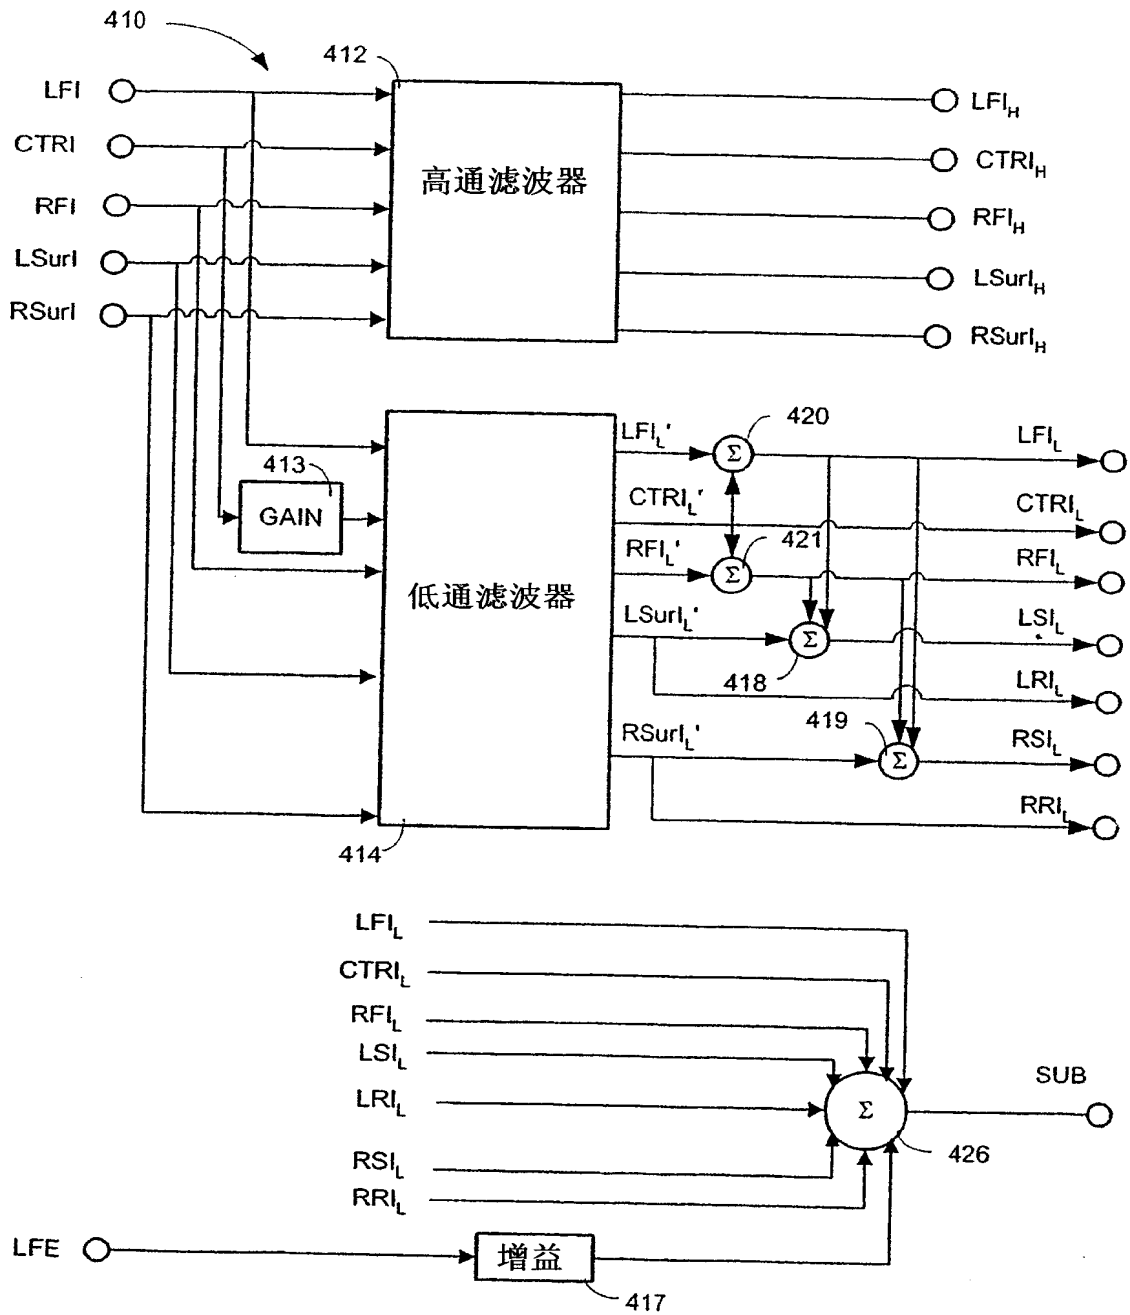 410
412
LFI
LFI_H
CTRI
CTRI_H
高通滤波器
RFI
RFI_H
LSurI
LSurI_H
RSurI
RSurI_H
420
LFI_L'
LFI_L
Σ
413
GAIN
CTRI_L'
CTRI_L
421
RFI_L'
RFI_L
Σ
低通滤波器
LSurI_L'
LSI_L
Σ
418
LRI_L
419
RSurI_L'
RSI_L
Σ
RRI_L
414
LFI_L
CTRI_L
RFI_L
LSI_L
SUB
LRI_L
Σ
426
RSI_L
RRI_L
LFE
增益
417